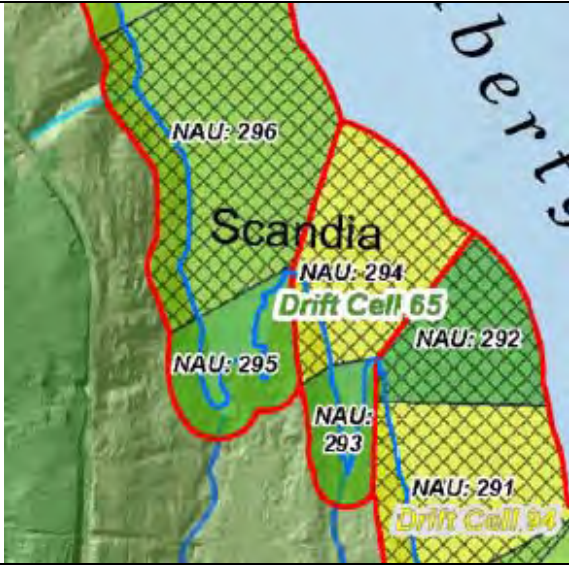 berty
NAU: 296
Scandia
NAU: 294
Drift Cell 65
NAU: 292
NAU: 295
NAU:
293
NAU: 291
Drift Cell 94